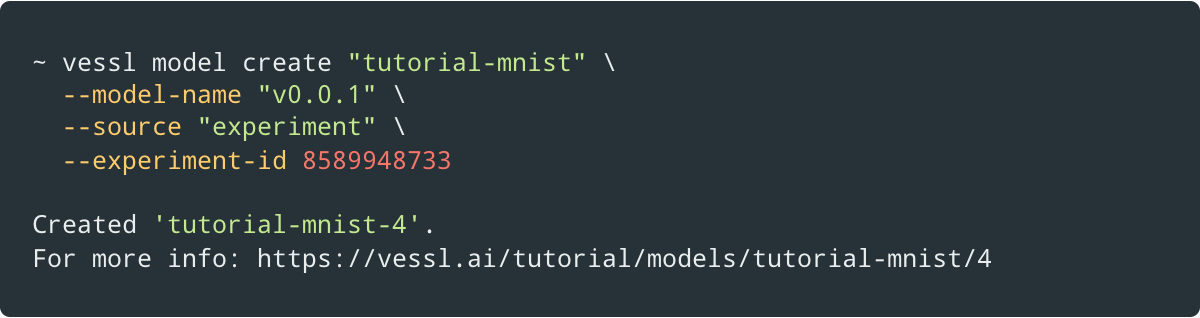 ~ vessl model create "tutorial-mnist" \
--model-name "v0.0.1" \
--source "experiment" \
--experiment-id 8589948733
Created 'tutorial-mnist-4'.
For more info: https://vessl.ai/tutorial/models/tutorial-mnist/4